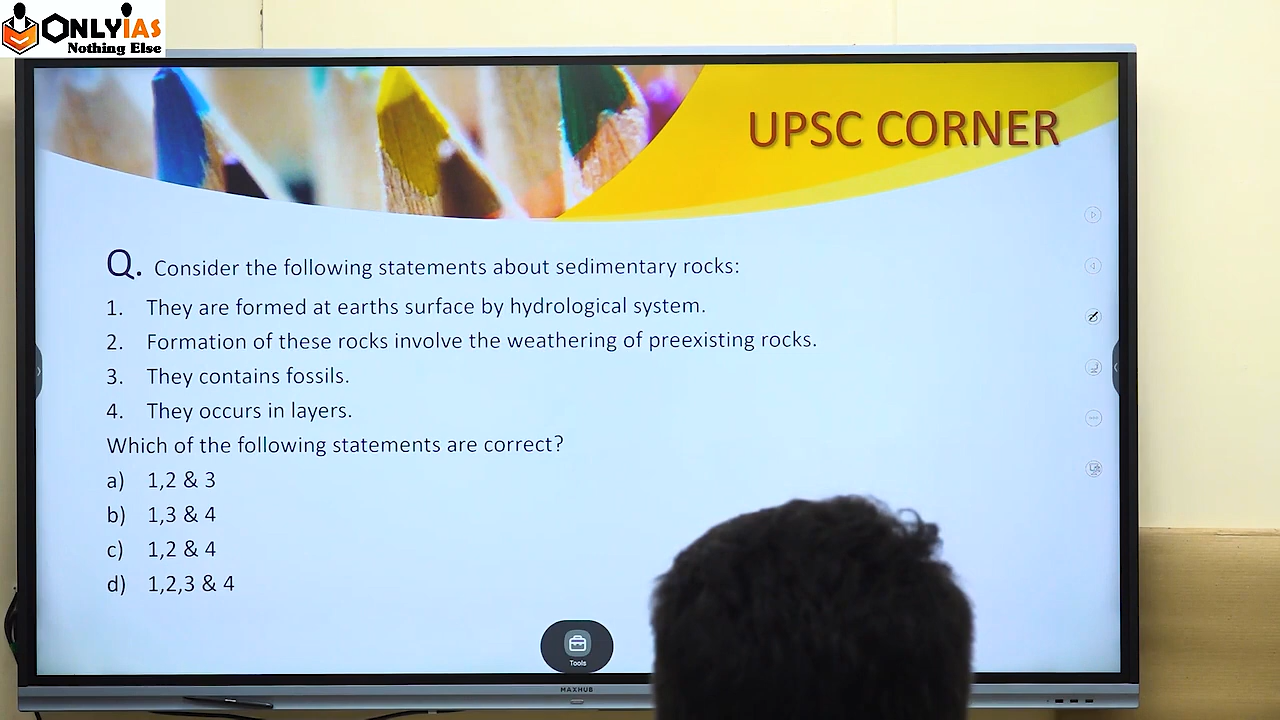 ONLYIAS
Nothing Else
UPSC CORNER
Q. Consider the following statements about sedimentary rocks:
1. They are formed at earths surface by hydrological system.
2. Formation of these rocks involve the weathering of preexisting rocks.
3. They contains fossils.
4. They occurs in layers.
Which of the following statements are correct?
a) 1,2 & 3
b) 1,3 & 4
c) 1,2 & 4
d) 1,2,3 & 4
Tools
MAXHUB